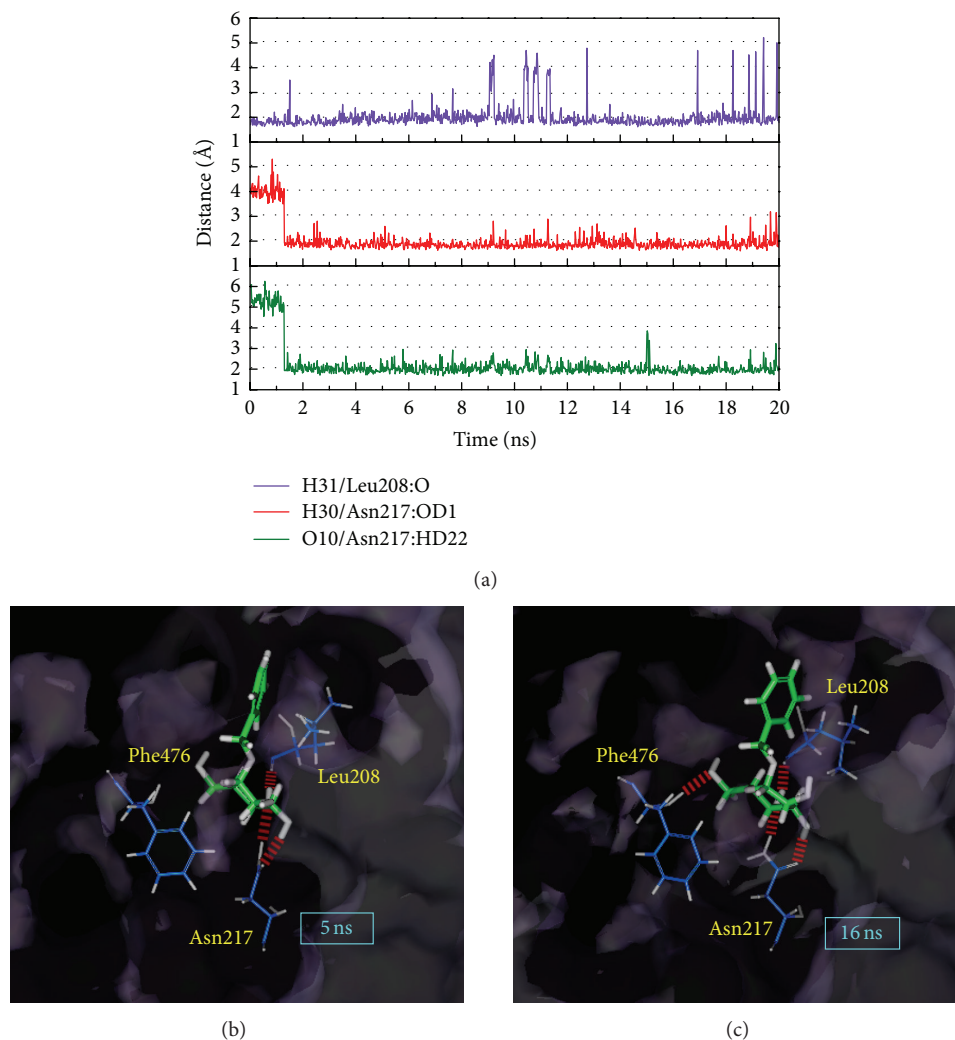 6
5
4
3
2
1
5
4
3
2
1
6
5
4
3
2
1
Distance (Å)
0 2 4 6 8 10 12 14 16 18 20
Time (ns)
H31/Leu208:O
H30/Asn217:OD1
O10/Asn217:HD22
(a)
Phe476
Leu208
Asn217
5 ns
(b)
Leu208
Phe476
Asn217
16 ns
(c)